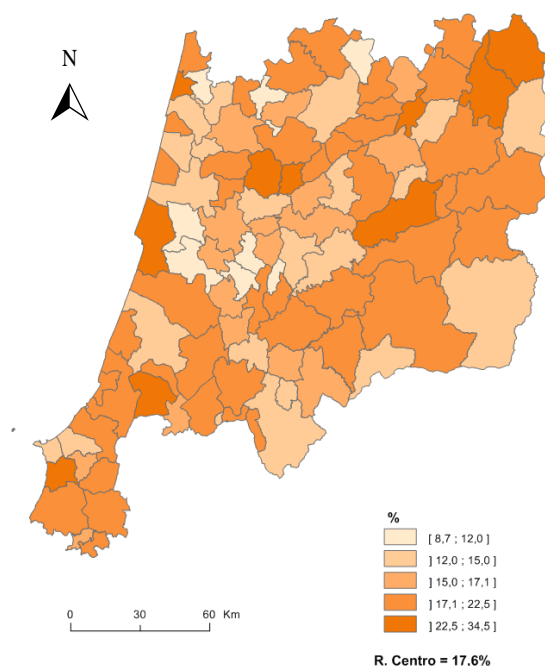 N
%
[ 8,7 ; 12,0 ]
] 12,0 ; 15,0 ]
] 15,0 ; 17,1 ]
] 17,1 ; 22,5 ]
] 22,5 ; 34,5 ]
0 30 60 Km
R. Centro = 17.6%